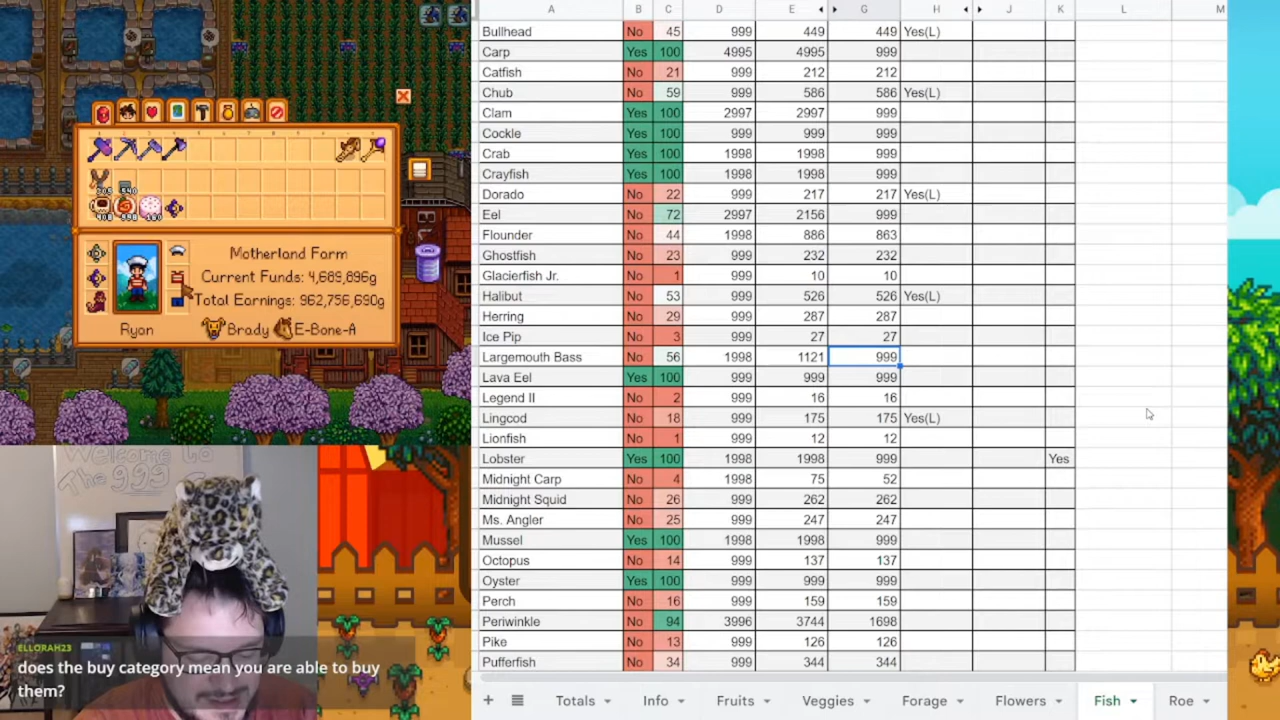 Motherland Farm
Current Funds: 4,689,896g
Total Earnings: 962,756,690g
Ryon
Brady
E-Bone-A
Welcome to
The 999
ELLORAH23
does the buy category mean you are able to buy
them?
A B C D E G H J K L M
Bullhead No 45 999 449 449 Yes(L)
Carp Yes 100 4995 4995 999
Catfish No 21 999 212 212
Chub No 59 999 586 586 Yes(L)
Clam Yes 100 2997 2997 999
Cockle Yes 100 999 999 999
Crab Yes 100 1998 1998 999
Crayfish Yes 100 1998 1998 999
Dorado No 22 999 217 217 Yes(L)
Eel No 72 2997 2156 999
Flounder No 44 1998 886 863
Ghostfish No 23 999 232 232
Glacierfish Jr. No 1 999 10 10
Halibut No 53 999 526 526 Yes(L)
Herring No 29 999 287 287
Ice Pip No 3 999 27 27
Largemouth Bass No 56 1998 1121 999
Lava Eel Yes 100 999 999 999
Legend II No 2 999 16 16
Lingcod No 18 999 175 175 Yes(L)
Lionfish No 1 999 12 12
Lobster Yes 100 1998 1998 999 Yes
Midnight Carp No 4 1998 75 52
Midnight Squid No 26 999 262 262
Ms. Angler No 25 999 247 247
Mussel Yes 100 1998 1998 999
Octopus No 14 999 137 137
Oyster Yes 100 999 999 999
Perch No 16 999 159 159
Periwinkle No 94 3996 3744 1698
Pike No 13 999 126 126
Pufferfish No 34 999 344 344
Totals Info Fruits Veggies Forage Flowers Fish Roe